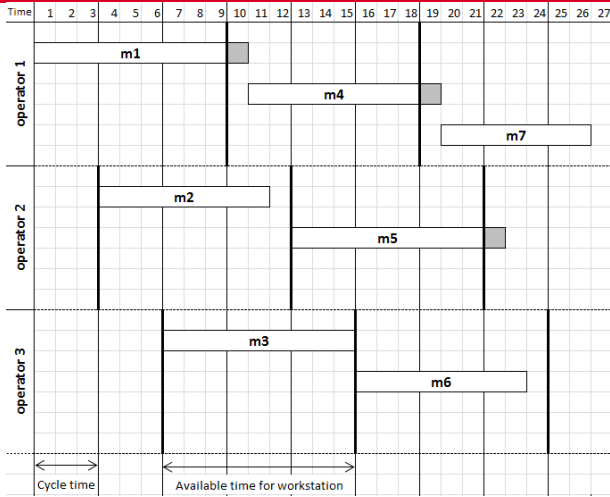 Time 1 2 3 4 5 6 7 8 9 10 11 12 13 14 15 16 17 18 19 20 21 22 23 24 25 26 27
operator 1
m1
m4
m7
operator 2
m2
m5
operator 3
m3
m6
Cycle time
Available time for workstation